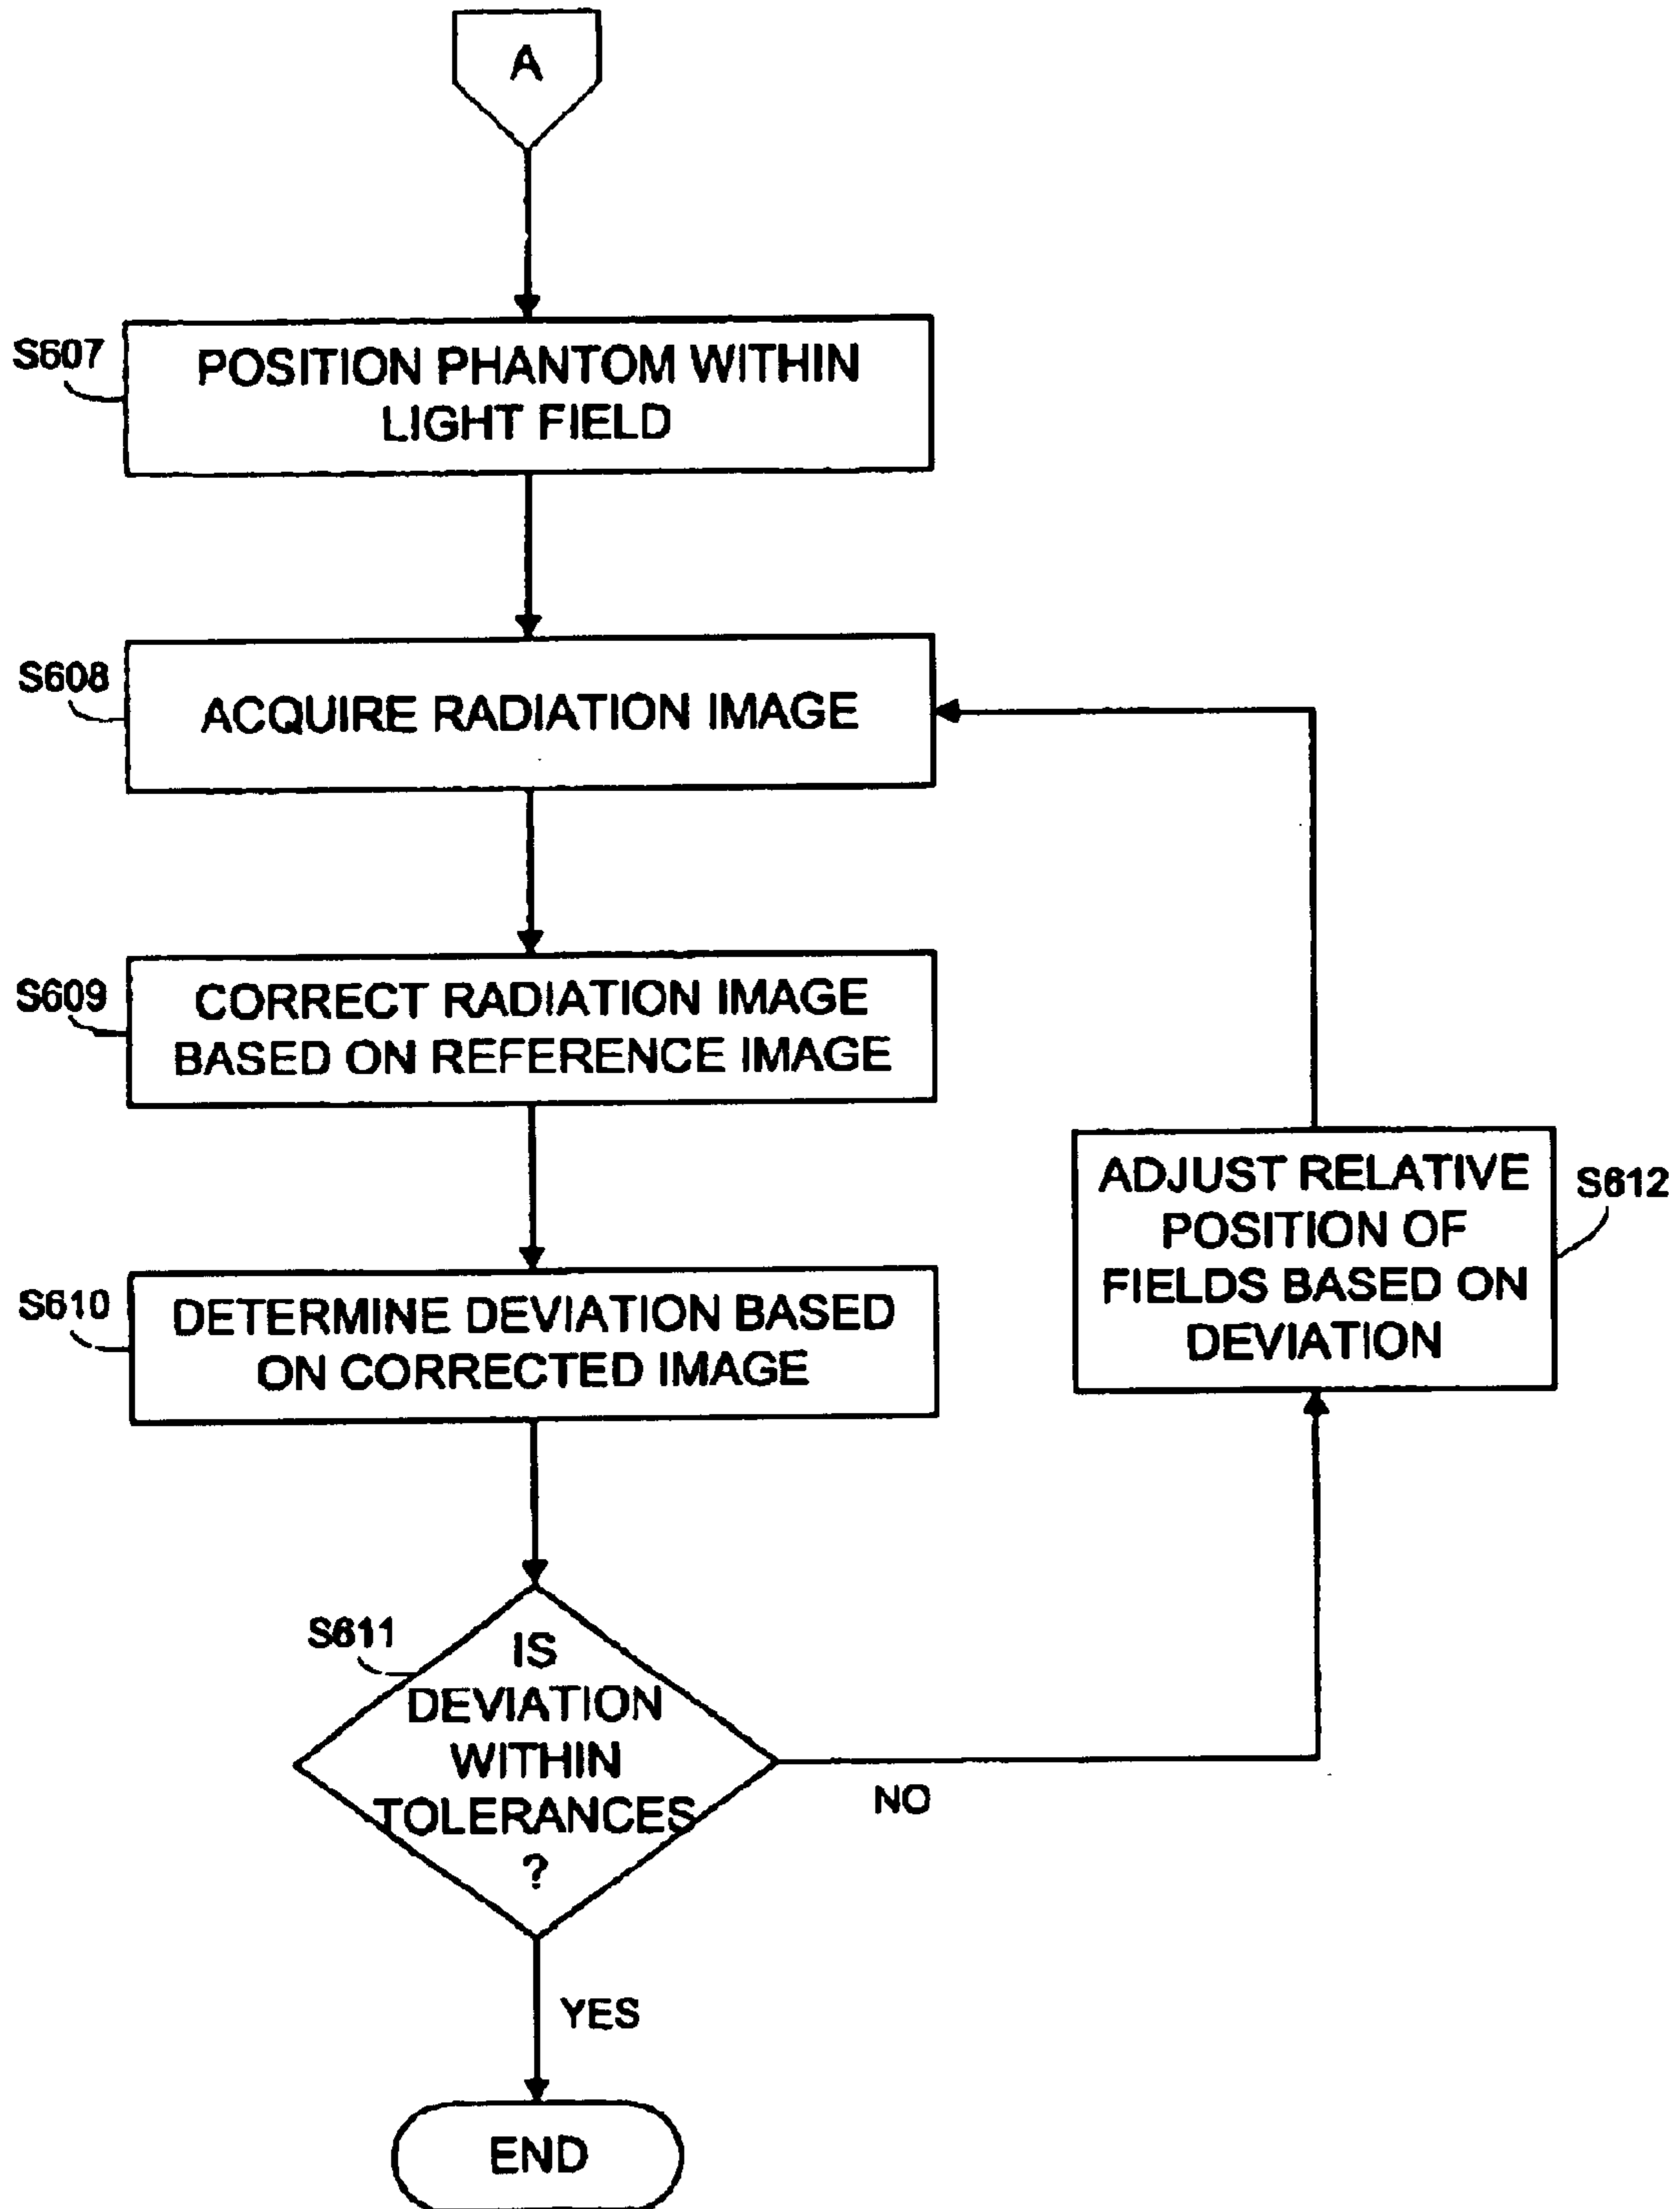 A
S607
POSITION PHANTOM WITHIN
LIGHT FIELD
S608
ACQUIRE RADIATION IMAGE
S609
CORRECT RADIATION IMAGE
BASED ON REFERENCE IMAGE
S610
DETERMINE DEVIATION BASED
ON CORRECTED IMAGE
S611
IS
DEVIATION
WITHIN
TOLERANCES
?
NO
ADJUST RELATIVE
POSITION OF
FIELDS BASED ON
DEVIATION
S612
YES
END